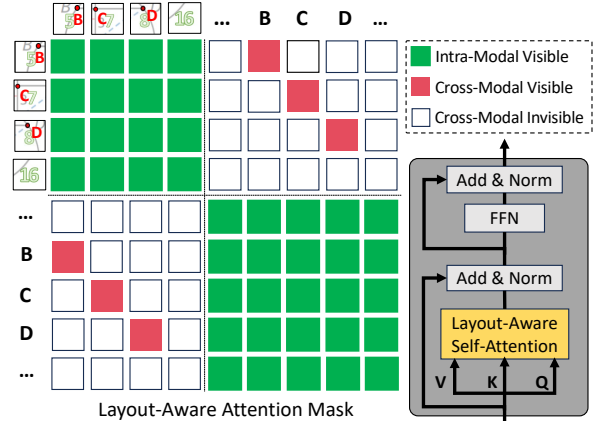 B C D 16 ... B C D ...
B
C
D
16
...
B
C
D
...
Intra-Modal Visible
Cross-Modal Visible
Cross-Modal Invisible
Add & Norm
FFN
Add & Norm
Layout-Aware
Self-Attention
V K Q
Layout-Aware Attention Mask